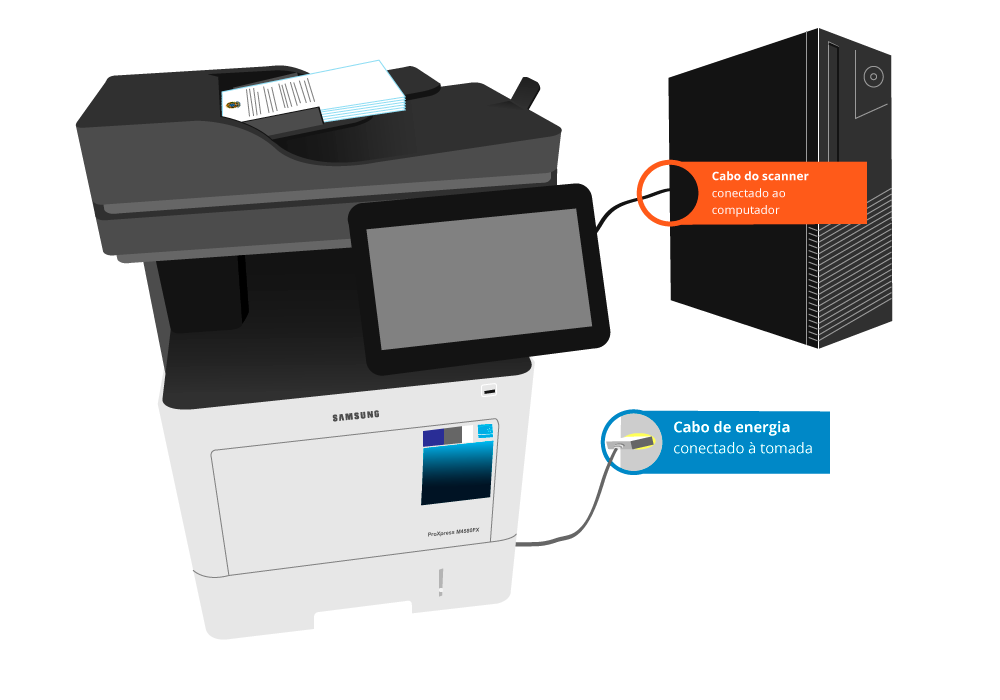 Cabo do scanner
conectado ao
computador
SAMSUNG
Cabo de energia
conectado à tomada
ProXpress M4580FX